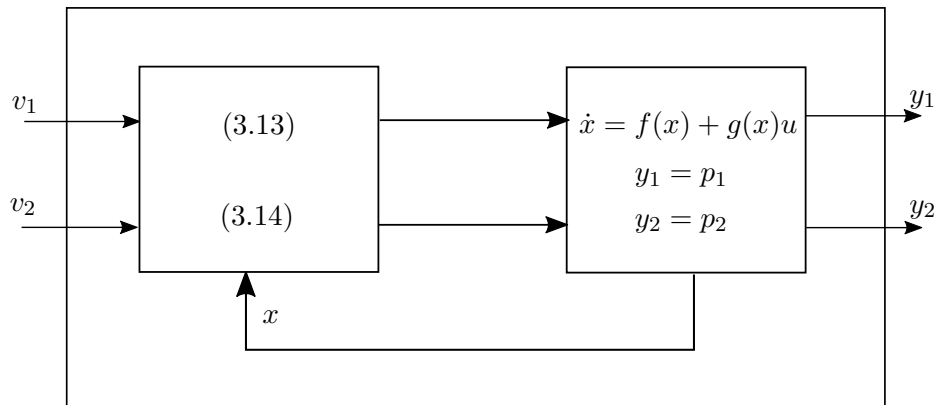 v₁
(3.13)
ẋ = f(x) + g(x)u
y₁
y₁ = p₁
v₂
(3.14)
y₂ = p₂
y₂
x